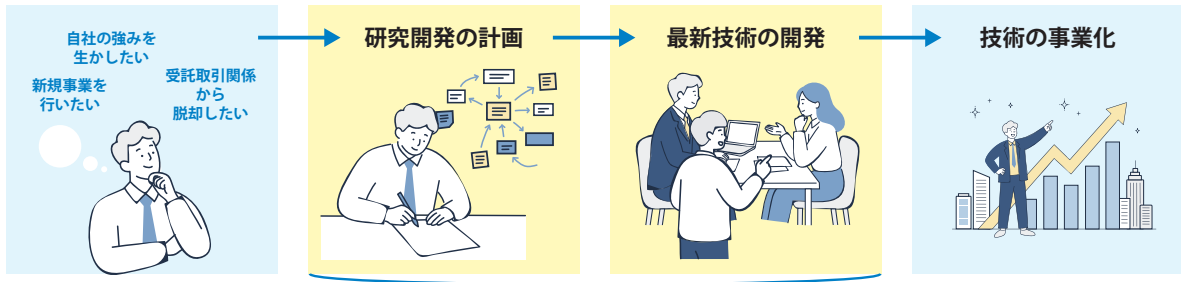 自社の強みを
生かしたい
新規事業を
行いたい
受託取引関係
から
脱却したい
研究開発の計画
最新技術の開発
技術の事業化